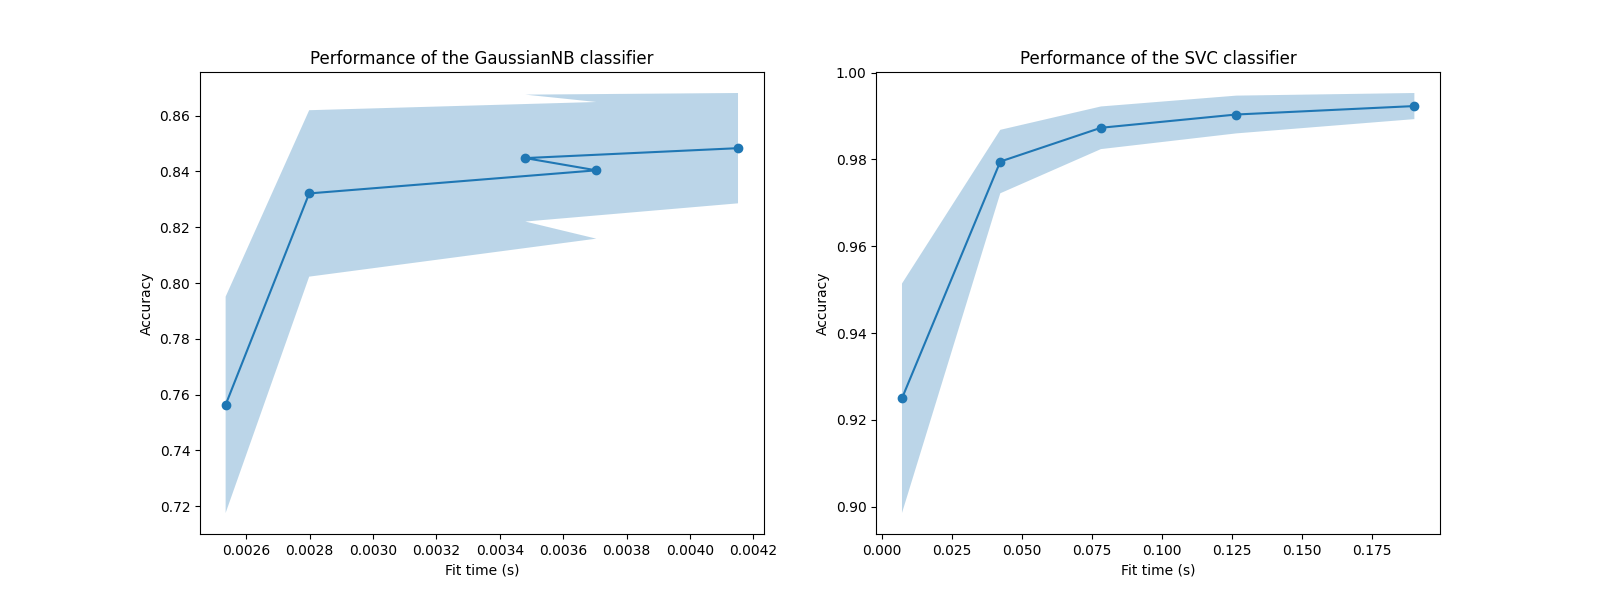 Performance of the GaussianNB classifier
0.86
0.84
0.82
0.80
0.78
0.76
0.74
0.72
Accuracy
0.0026 0.0028 0.0030 0.0032 0.0034 0.0036 0.0038 0.0040 0.0042
Fit time (s)
Performance of the SVC classifier
1.00
0.98
0.96
0.94
0.92
0.90
Accuracy
0.000 0.025 0.050 0.075 0.100 0.125 0.150 0.175
Fit time (s)